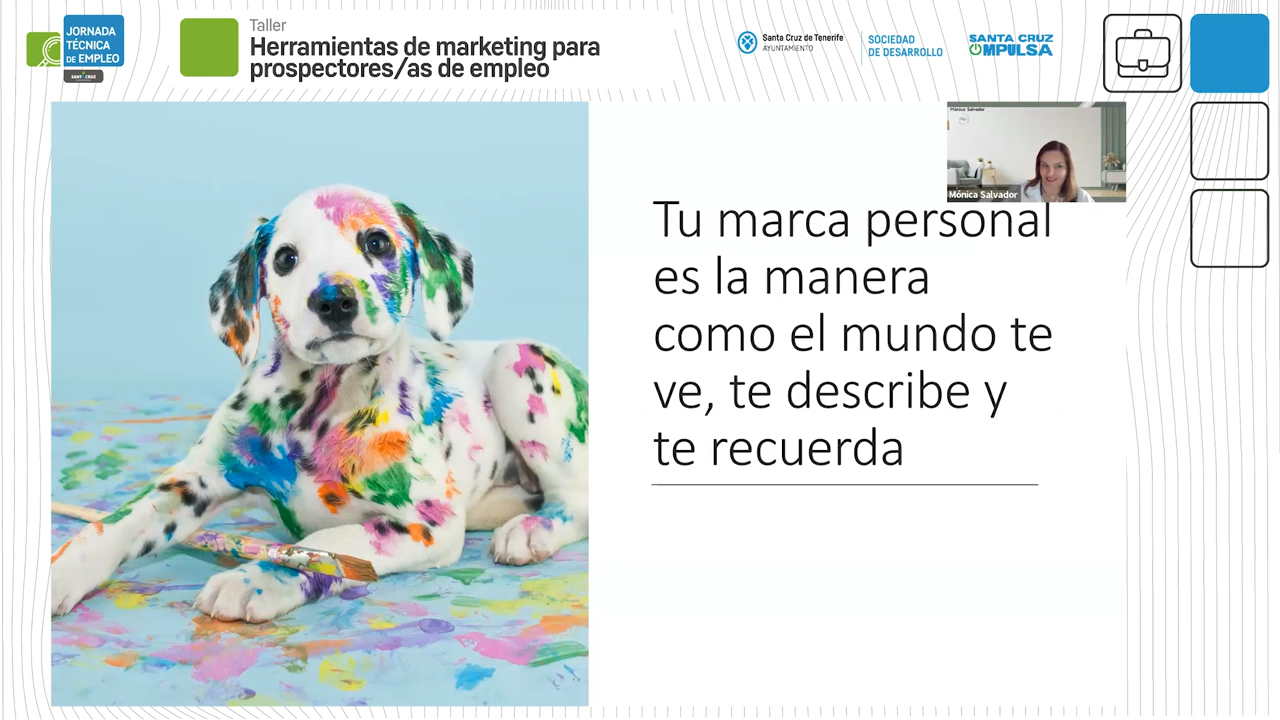 JORNADA
TÉCNICA
DE EMPLEO
SANTA CRUZ
Taller
Herramientas de marketing para
prospectores/as de empleo
Santa Cruz de Tenerife
AYUNTAMIENTO
SOCIEDAD
DE DESARROLLO
SANTA CRUZ
IMPULSA
Mónica Salvador
Mónica Salvador
Tu marca personal
es la manera
como el mundo te
ve, te describe y
te recuerda